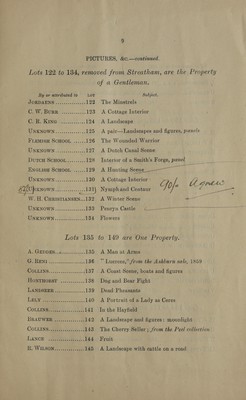 9
PICTURES, &c.—continued.
Lots 122 to 134, removed from Streatham, are the Property
of a Gentleman.
By or attributed to Lot Subject.
JORDAENS 122 The Minstrels
C. W. BURR 123 A Cottage Interior
C. R. KING 124 A Landscape
UNKNOWN 125 A pair—Landscapes and figures, panels
FLEMISH SCHOOL 126 The Wounded Warrior
UNKNOWN 127 A Dutch Canal Scene
DUTCH SCHOOL 128 Interior of a Smith's Forge, panel
ENGLISH SCHOOL 129 A Hunting Scene
UNKNOWN 130 A Cottage Interior
UNKNOWN 131 Nymph and Centaur
W. H. CHRISTIANSEN 132 A Winter Scene
UNKNOWN 133 Powys Castle
UNKNOWN 134 Flowers
Lots 135 to 149 are One Property.
A. GEDDES 135 A Man at Arms
G. RENI 136 "Lucrece," from the Ashburn sale, 1859
COLLINS 137 A Coast Scene, boats and figures
HONTHORST 138 Dog and Bear Fight
LANDSEER 139 Dead Pheasants
LELY 140 A Portrait of a Lady as Ceres
COLLINS 141 In the Hayfield
BRAUWER 142 A Landscape and figures: moonlight
COLLINS 143 The Cherry Seller; from the Peel collection
LANCE 144 Fruit
R. WILSON 145 A Landscape with cattle on a road